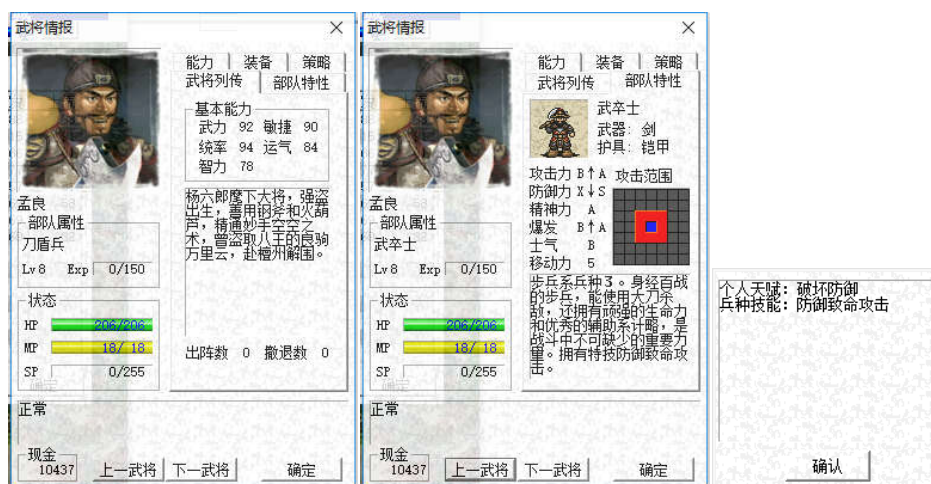 武将情报
能力 装备 策略
武将列传 部队特性
基本能力
武力 92 敏捷 90
统率 94 运气 84
智力 78
孟良
部队属性
刀盾兵
Lv 8 Exp 0/150
状态
HP 206/206
MP 18/ 18
SP 0/255
杨六郎麾下大将，强盗
出生，善用钢斧和火葫
芦，精通妙手空空之
术，曾盗取八王的良驹
万里云，赴檀州解围。
出阵数 0 撤退数 0
正常
现金
10437
上一武将 下一武将 确定
武将情报
能力 装备 策略
武将列传 部队特性
武卒士
武器：剑
护具：铠甲
攻击力 B↑A 攻击范围
防御力 X↓S
精神力 A
爆发 B↑A
士气 B
移动力 5
孟良
部队属性
武卒士
Lv 8 Exp 0/150
状态
HP 206/206
MP 18/ 18
SP 0/255
步兵系兵种３。身经百战
的步兵，能使用大刀杀
敌，还拥有顽强的生命力
和优秀的辅助系计略，是
战斗中不可缺少的重要力
量。拥有特技防御致命攻
击。
正常
现金
10437
上一武将 下一武将 确定
个人天赋：破坏防御
兵种技能：防御致命攻击
确认